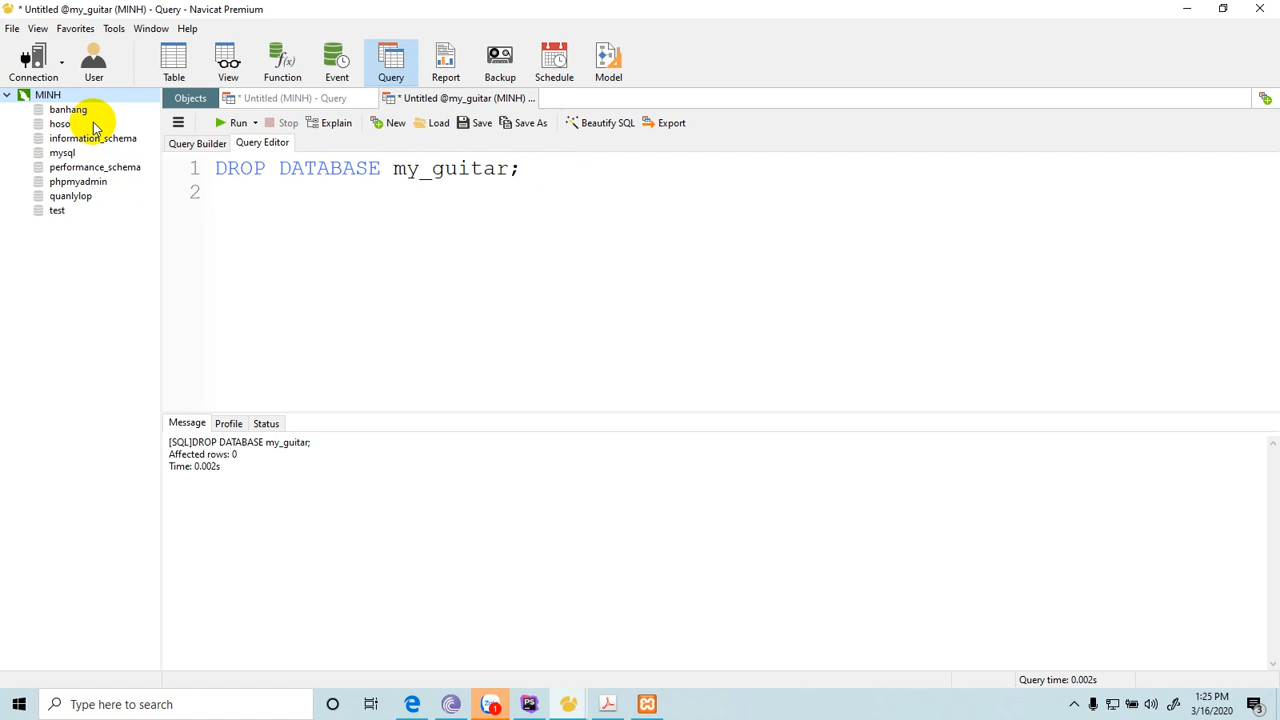 * Untitled @my_guitar (MINH) - Query - Navicat Premium
File View Favorites Tools Window Help
Connection User Table View Function Event Query Report Backup Schedule Model
MINH
banhang
hoso
information_schema
mysql
performance_schema
phpmyadmin
quanlylop
test
Objects * Untitled (MINH) - Query * Untitled @my_guitar (MINH) ...
Run Stop Explain New Load Save Save As Beautify SQL Export
Query Builder Query Editor
1 DROP DATABASE my_guitar;
2
Message Profile Status
[SQL]DROP DATABASE my_guitar;
Affected rows: 0
Time: 0.002s
Query time: 0.002s
Type here to search
1:25 PM
3/16/2020